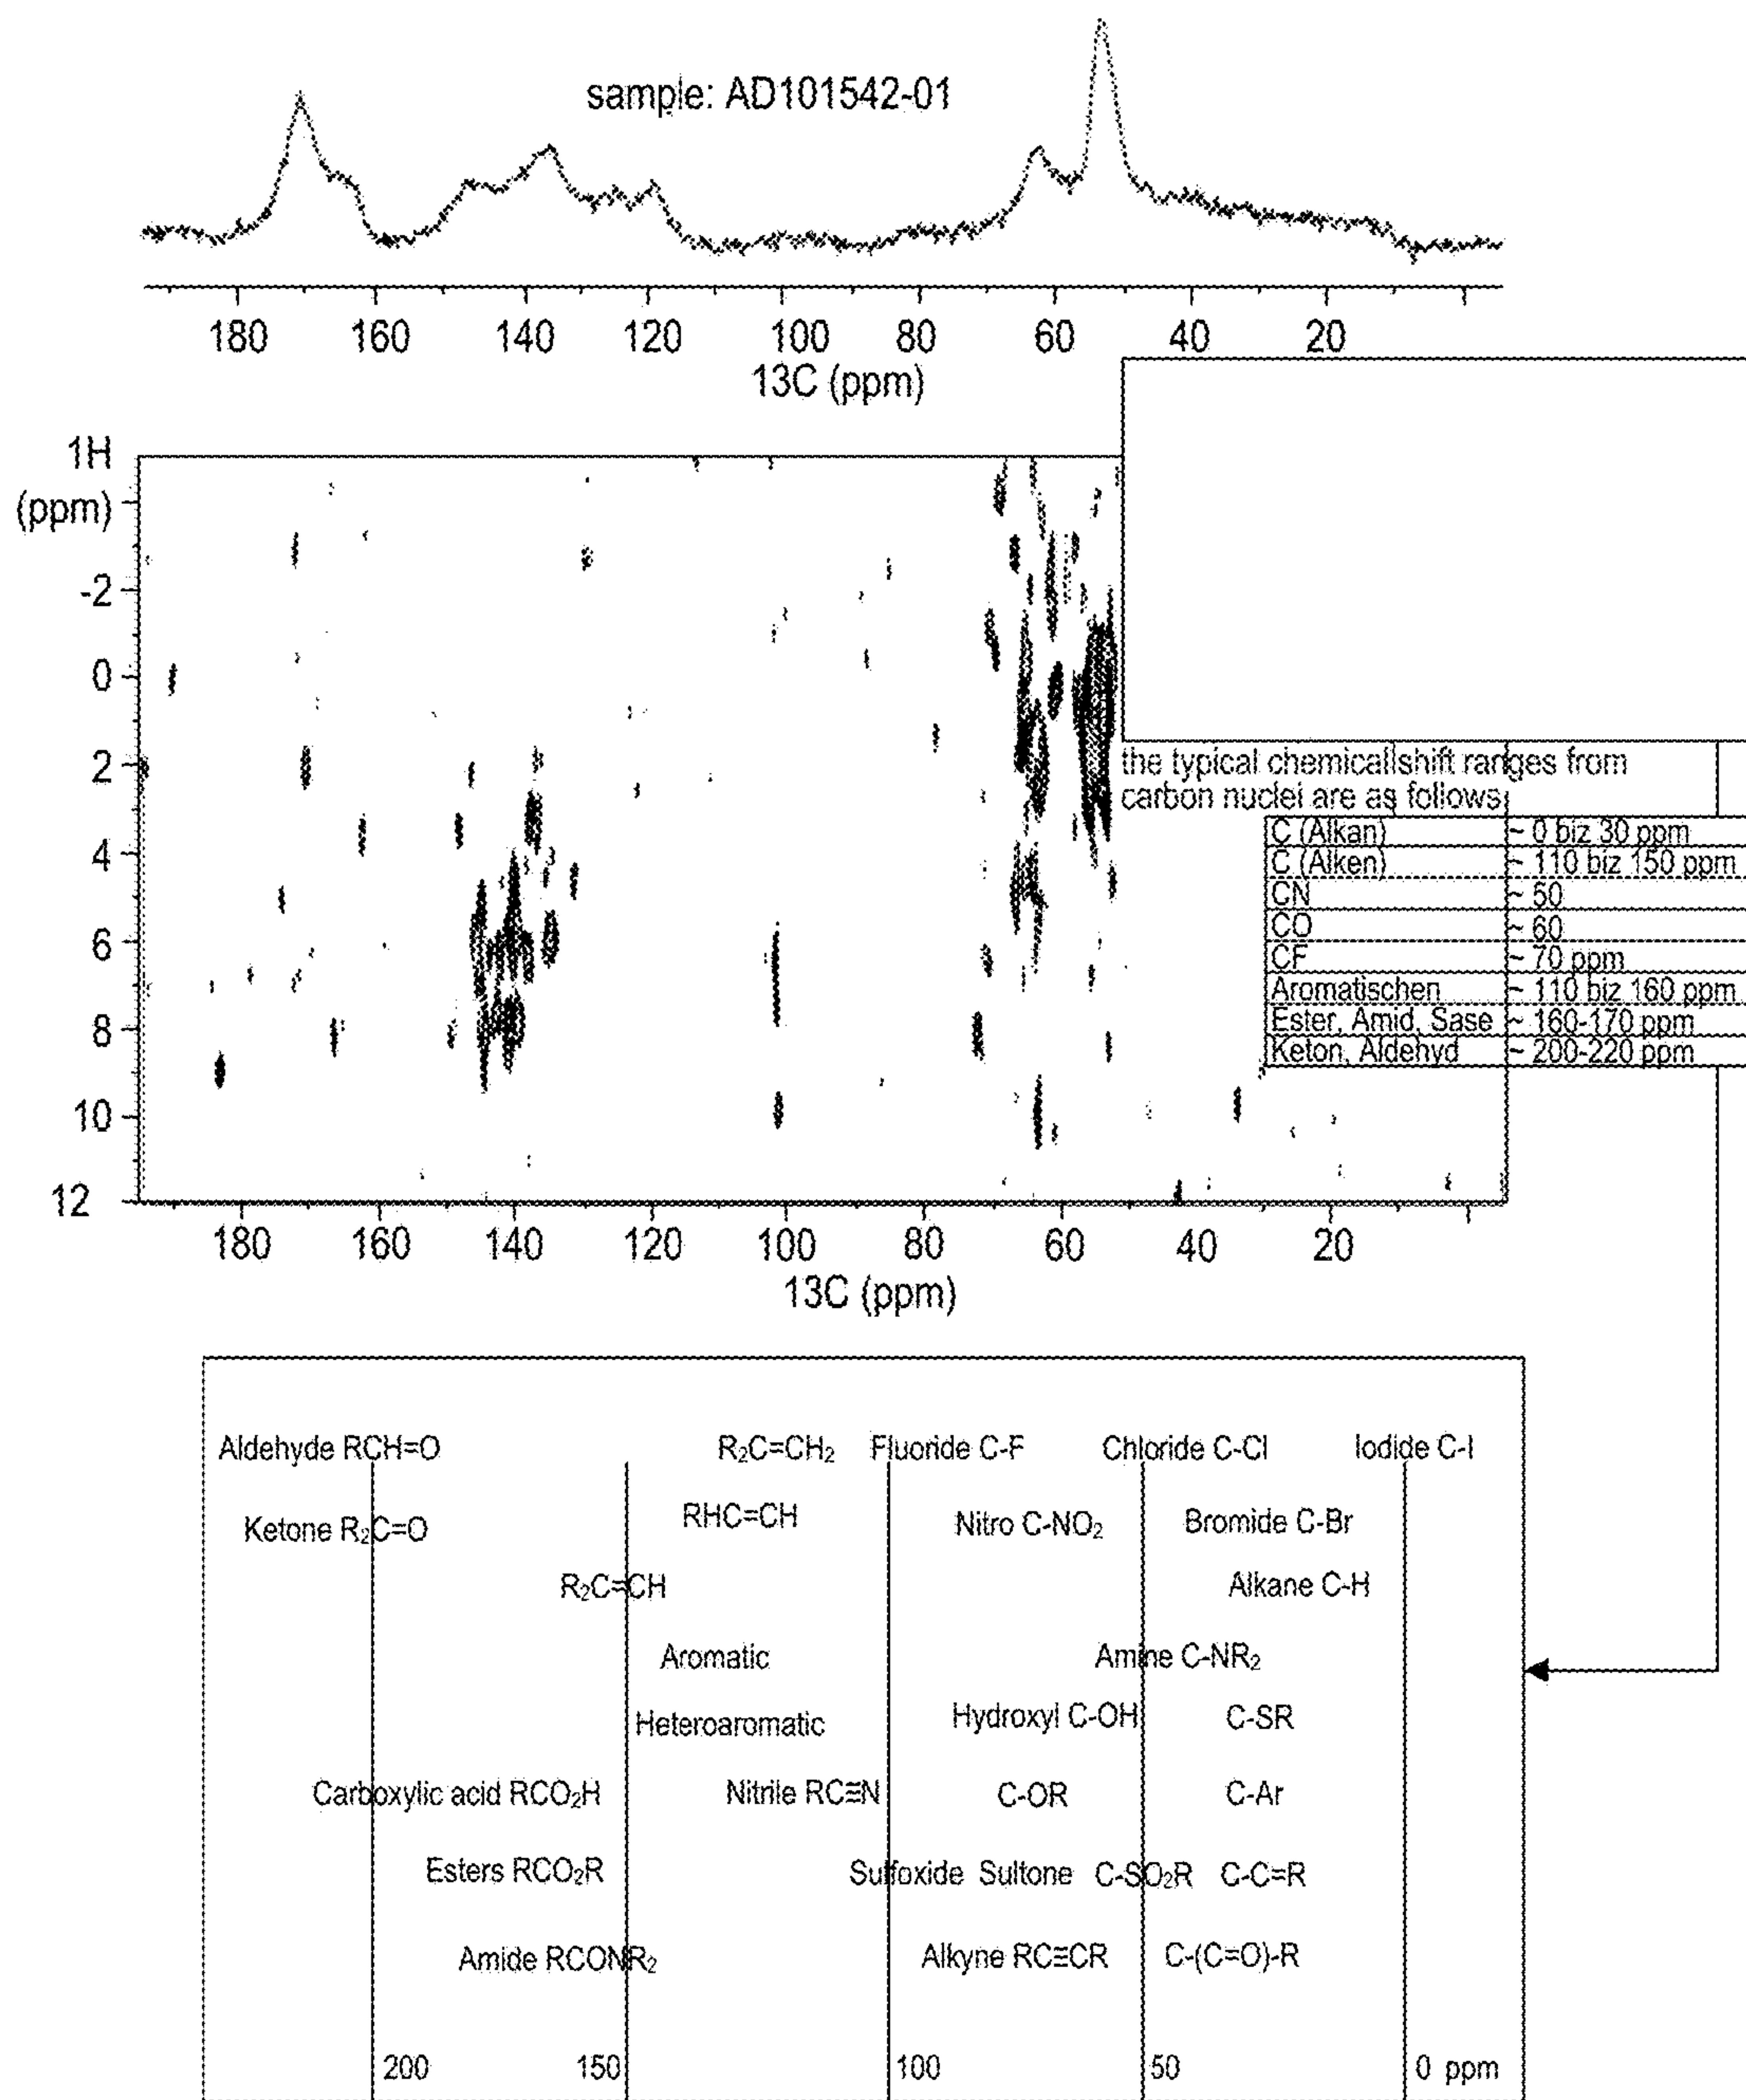 sample: AD101542-01
180 160 140 120 100 80 60 40 20
13C (ppm)
1H
(ppm)
-2
0
2
4
6
8
10
12
the typical chemical shift ranges from
carbon nuclei are as follows
C (Alkan) ~ 0 biz 30 ppm
C (Alken) ~ 110 biz 150 ppm
CN ~ 50
CO ~ 60
CF ~ 70 ppm
Aromatischen ~ 110 biz 160 ppm
Ester, Amid, Sase ~ 160-170 ppm
Keton, Aldehyd ~ 200-220 ppm
180 160 140 120 100 80 60 40 20
13C (ppm)
Aldehyde RCH=O R₂C=CH₂ Fluoride C-F Chloride C-Cl Iodide C-I
Ketone R₂C=O RHC=CH Nitro C-NO₂ Bromide C-Br
R₂C=CH Alkane C-H
Aromatic Amine C-NR₂
Heteroaromatic Hydroxyl C-OH C-SR
Carboxylic acid RCO₂H Nitrile RC≡N C-OR C-Ar
Esters RCO₂R Sulfoxide Sultone C-SO₂R C-C=R
Amide RCONR₂ Alkyne RC≡CR C-(C=O)-R
200 150 100 50 0 ppm